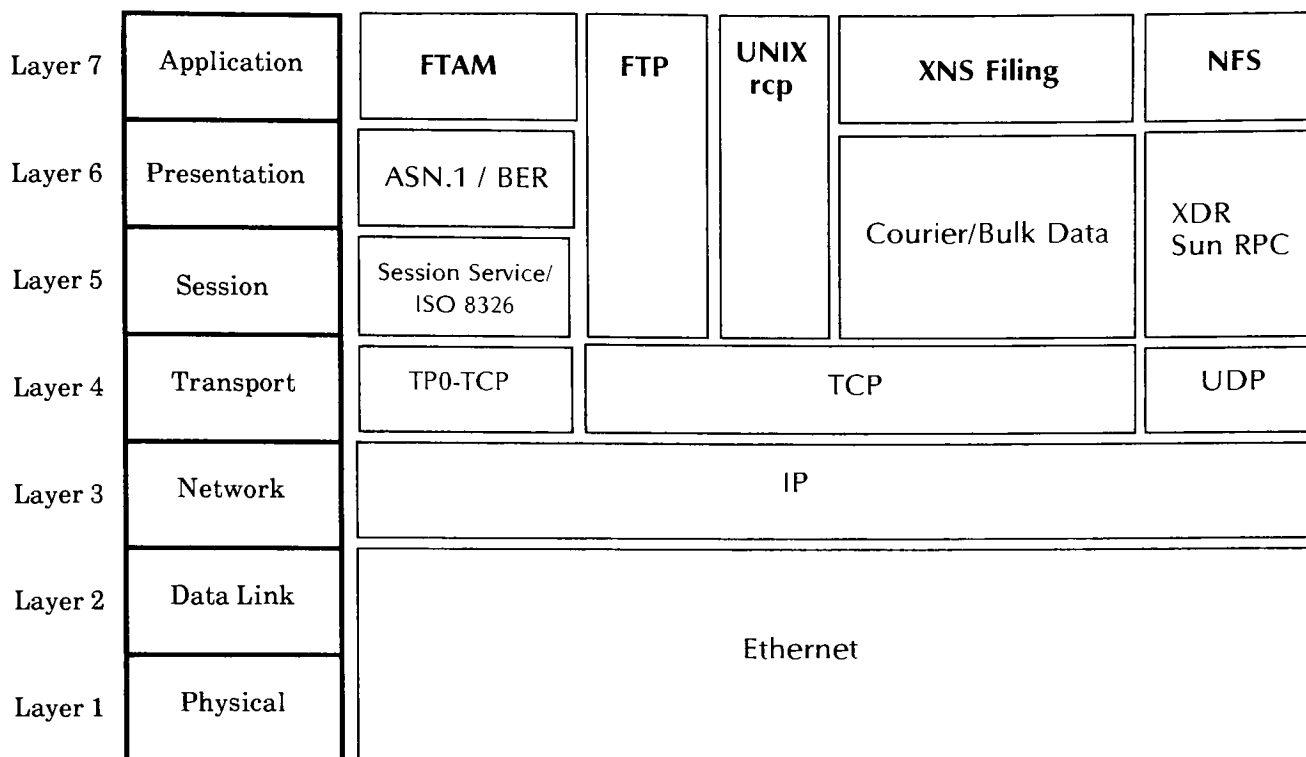 Layer 7
Application
FTAM
FTP
UNIX
rcp
XNS Filing
NFS
Layer 6
Presentation
ASN.1 / BER
Courier/Bulk Data
XDR
Sun RPC
Layer 5
Session
Session Service/
ISO 8326
Layer 4
Transport
TP0-TCP
TCP
UDP
Layer 3
Network
IP
Layer 2
Data Link
Ethernet
Layer 1
Physical